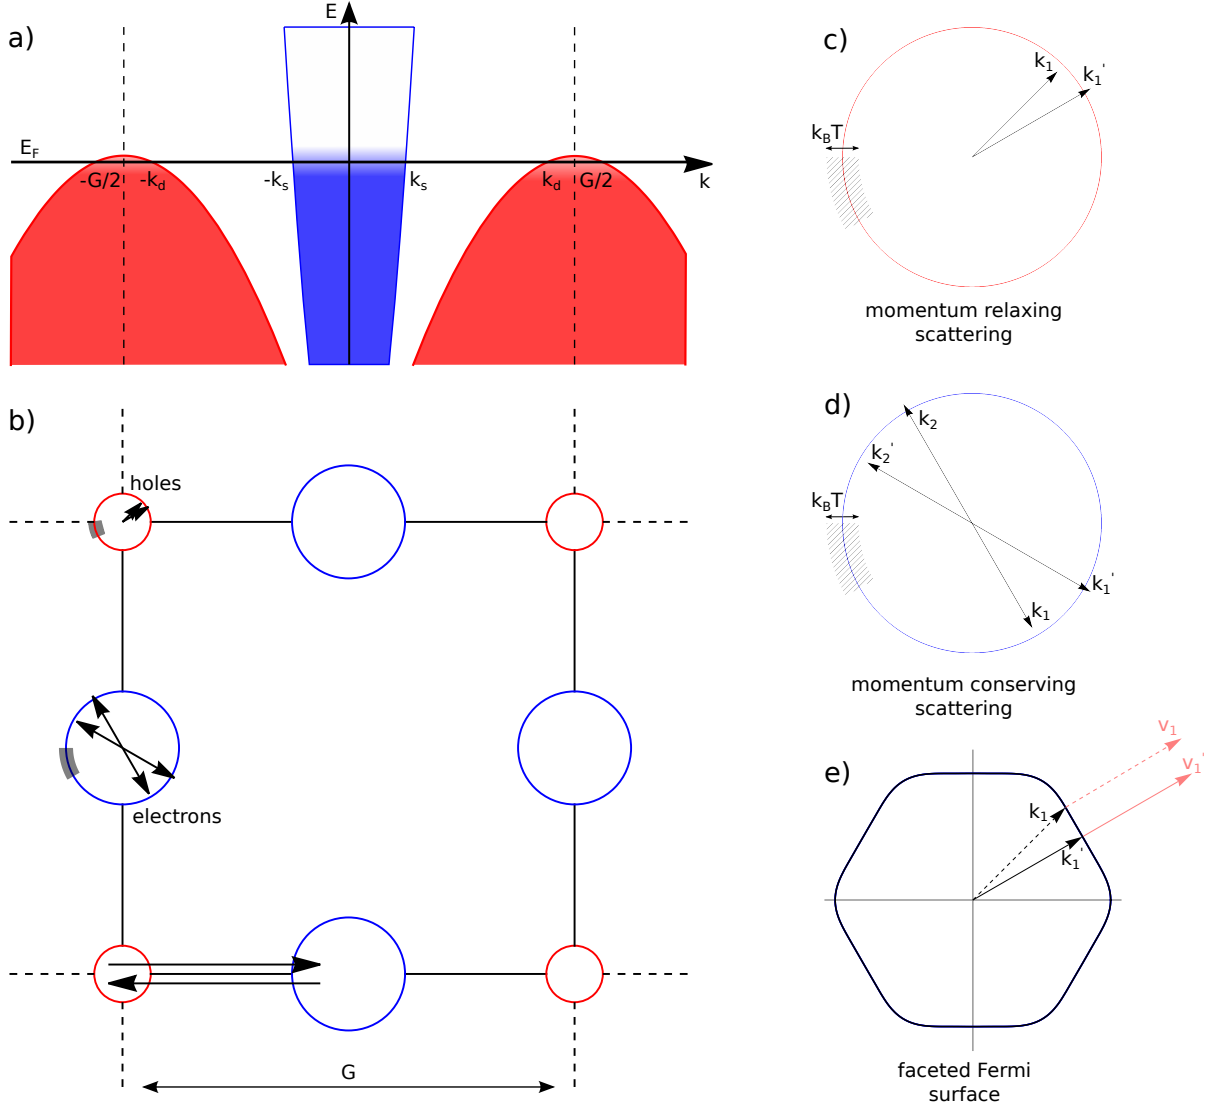 a)
E
E_F
-G/2
-k_d
-k_s
k_s
k_d
G/2
k
b)
holes
electrons
G
c)
k_1
k_1'
k_BT
momentum relaxing
scattering
d)
k_2
k_2'
k_BT
k_1
k_1'
momentum conserving
scattering
e)
v_1
v_1'
k_1
k_1'
faceted Fermi
surface